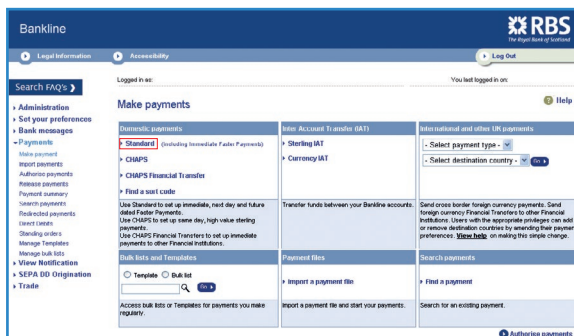 Bankline
RBS
The Royal Bank of Scotland
Legal Information
Accessibility
Log Out
Search FAQ's
Logged in as:
You last logged in on:
Administration
Set your preferences
Bank messages
Payments
Make payment
Import payments
Authorise payments
Release payments
Payment summary
Search payments
Redirected payments
Direct Debits
Standing orders
Manage Templates
Manage bulk lists
View Notification
SEPA DD Origination
Trade
Make payments
Help
Domestic payments
Standard (Including Immediate Faster Payments)
CHAPS
CHAPS Financial Transfer
Find a sort code
Use Standard to set up immediate, next day and future
dated Faster Payments.
Use CHAPS to set up same day, high value sterling
payments.
Use CHAPS Financial Transfers to set up immediate
payments to other Financial Institutions.
Inter Account Transfer (IAT)
Sterling IAT
Currency IAT
Transfer funds between your Bankline accounts.
International and other UK payments
- Select payment type -
- Select destination country -
Go
Send cross border foreign currency payments. Send
foreign currency Financial Transfers to other Financial
Institutions. Users with the appropriate privileges can add
or remove destination countries by amending their paymen
preferences. View help on making this simple change.
Bulk lists and Templates
Template Bulk list
Go
Access bulk lists or Templates for payments you make
regularly.
Payment files
Import a payment file
Import a payment file and start your payments.
Search payments
Find a payment
Search for an existing payment.
Authorise payments